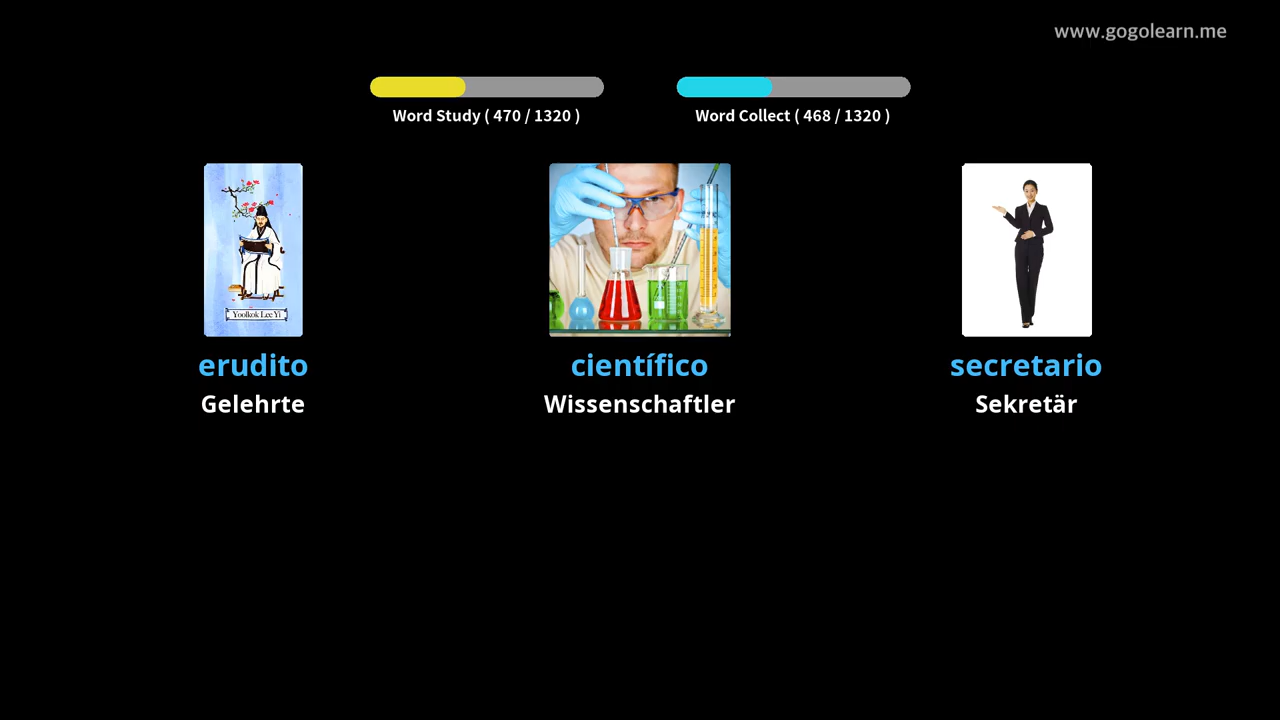 www.gogolearn.me
Word Study ( 470 / 1320 )
Word Collect ( 468 / 1320 )
Yoolkok Lee Yi
erudito
científico
secretario
Gelehrte
Wissenschaftler
Sekretär